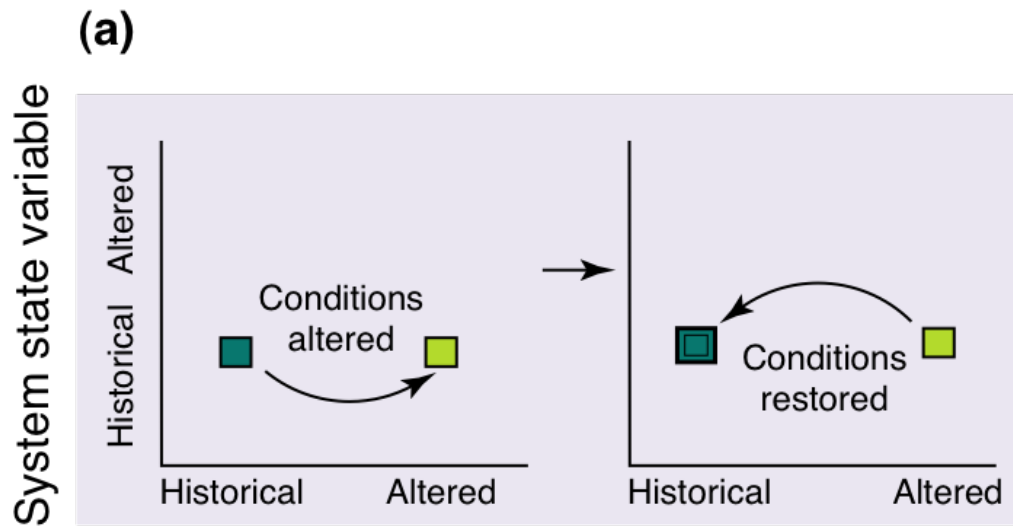 (a)
System state variable
Altered
Historical
Conditions
altered
Historical
Altered
Conditions
restored
Historical
Altered